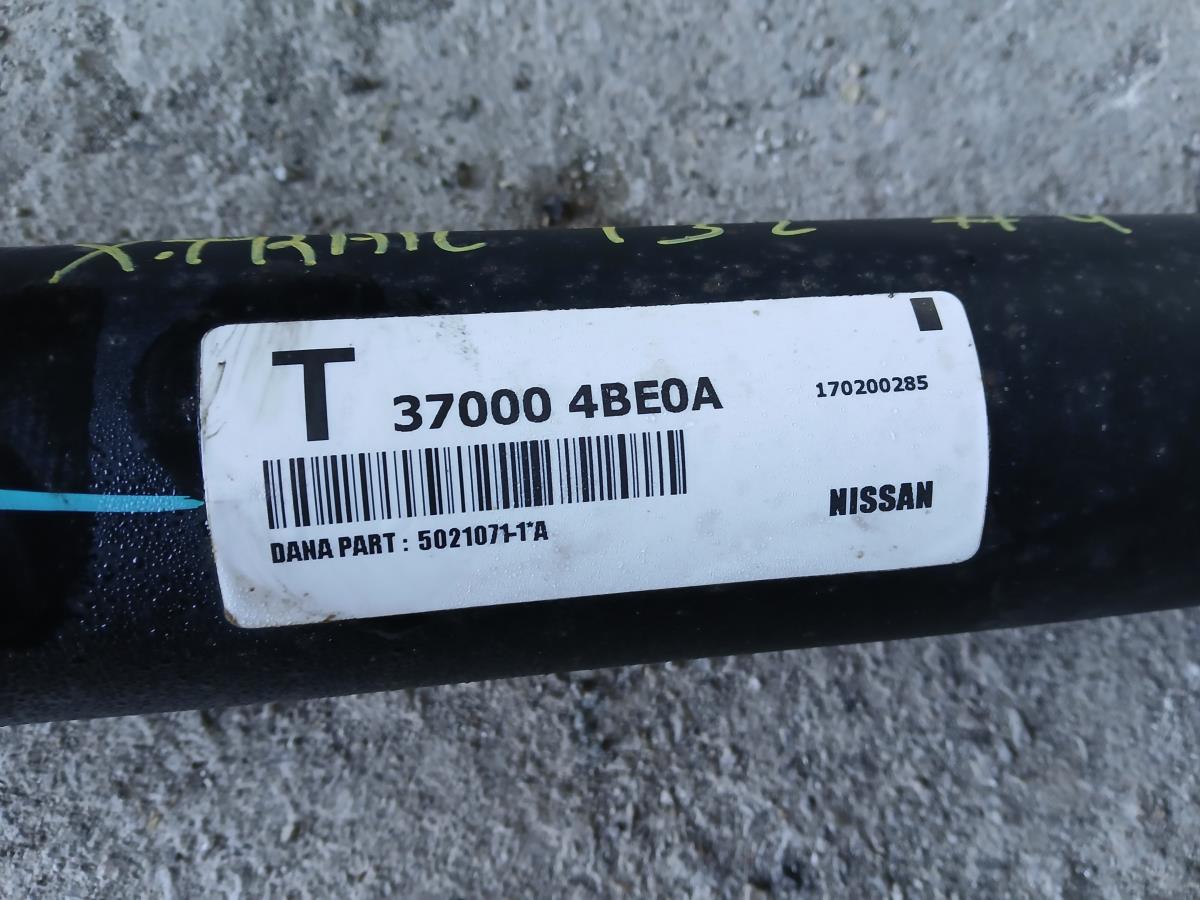 X.TRAIL T32 #4
T 37000 4BE0A 170200285
DANA PART : 5021071-1*A
NISSAN